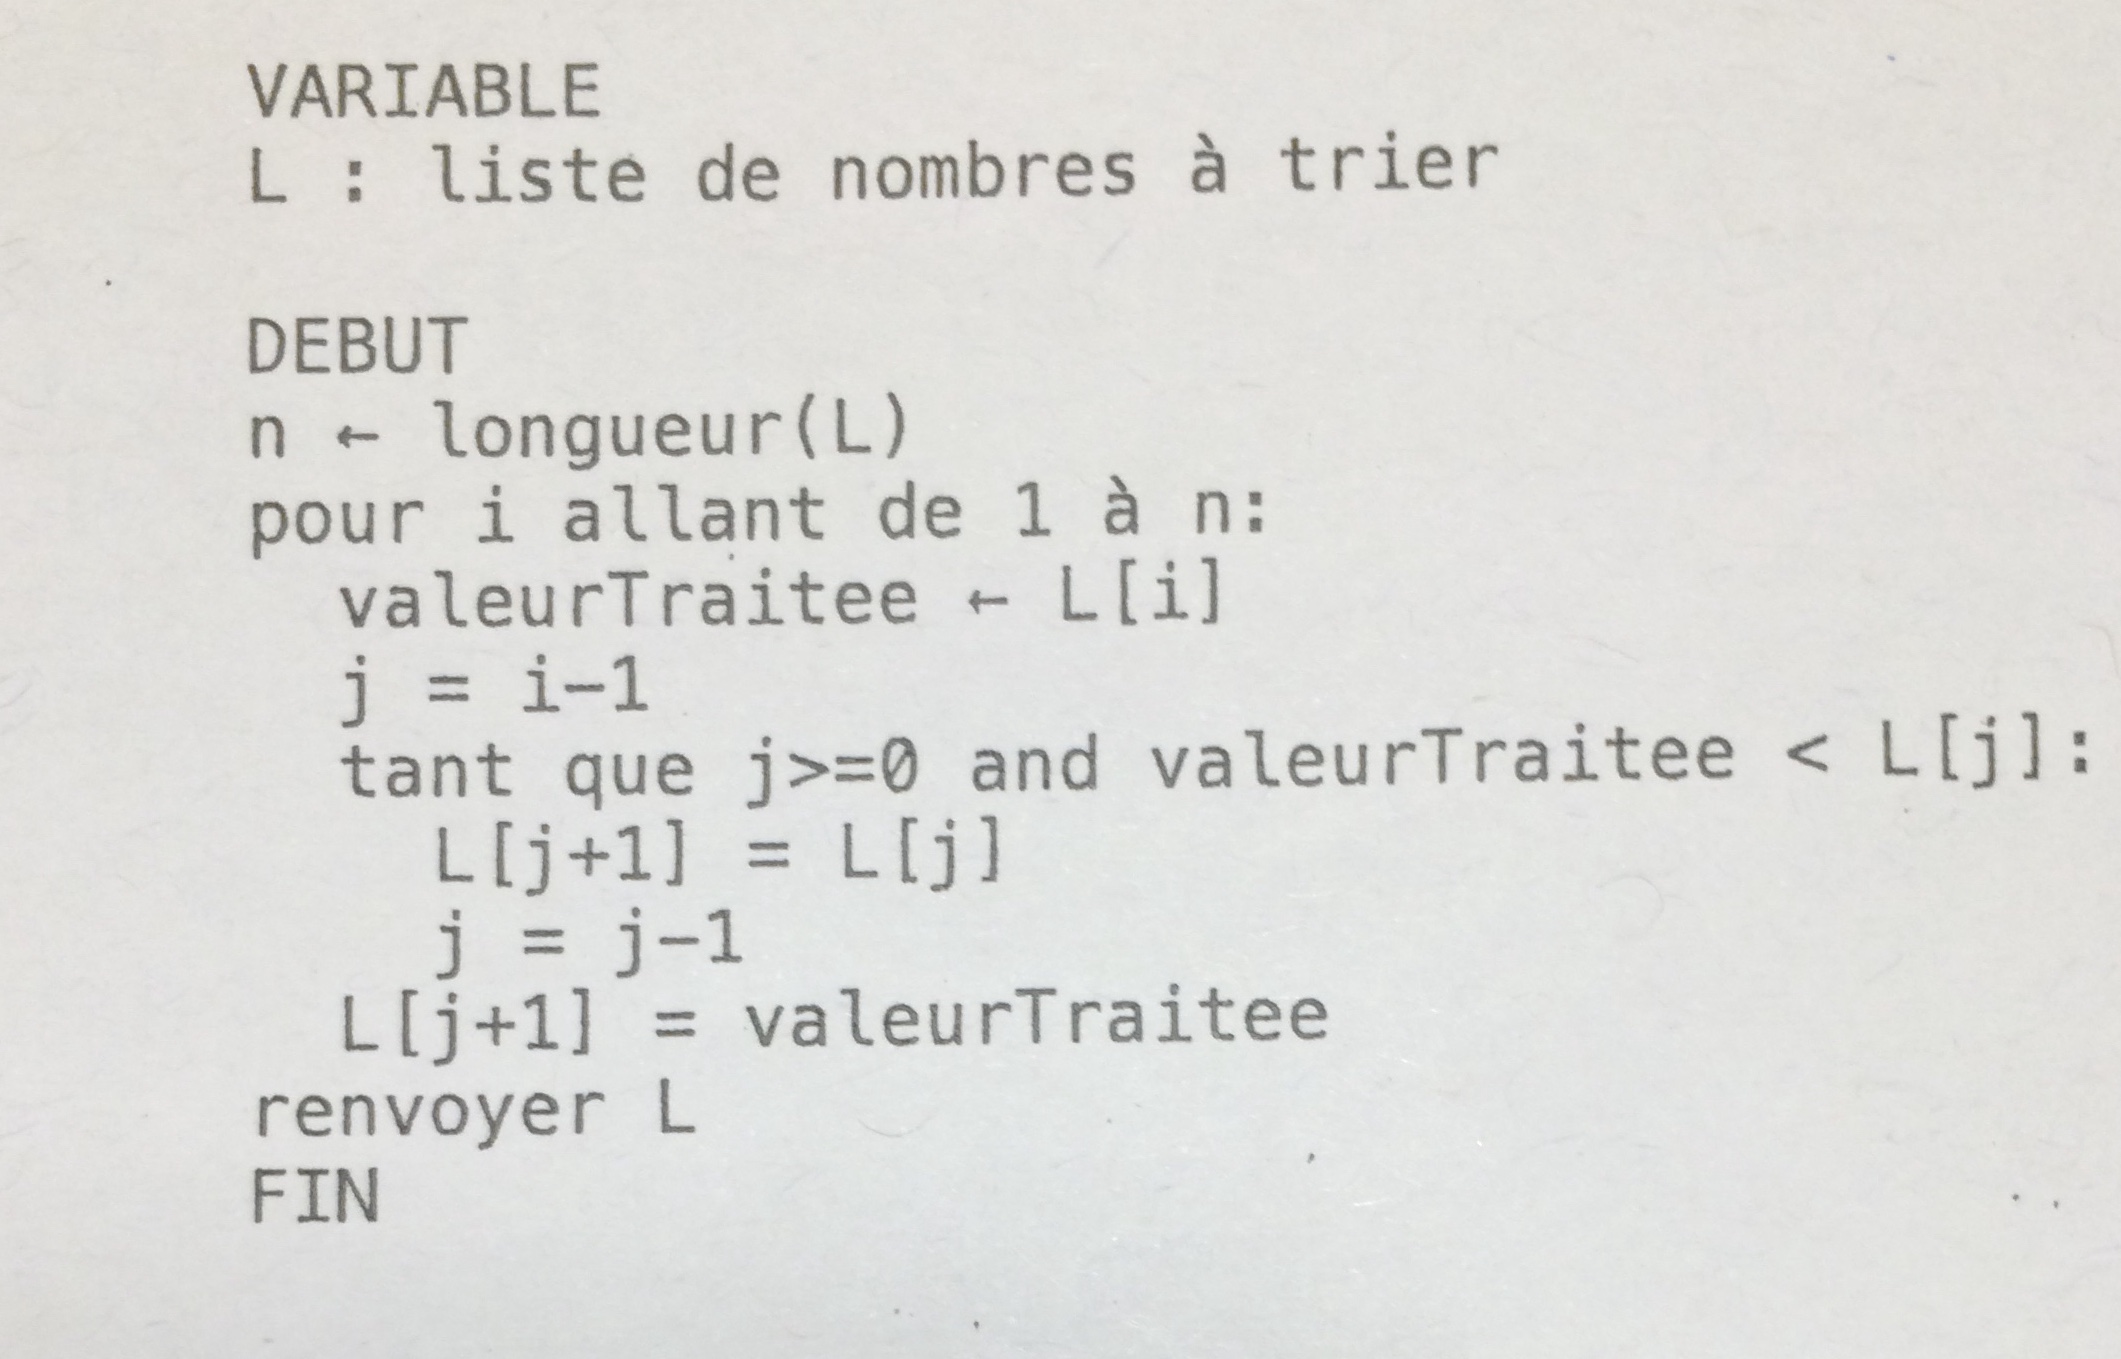 VARIABLE
L : liste de nombres à trier
DEBUT
n ← longueur(L)
pour i allant de 1 à n:
valeurTraitee ← L[i]
j = i-1
tant que j>=0 and valeurTraitee < L[j]:
L[j+1] = L[j]
j = j-1
L[j+1] = valeurTraitee
renvoyer L
FIN